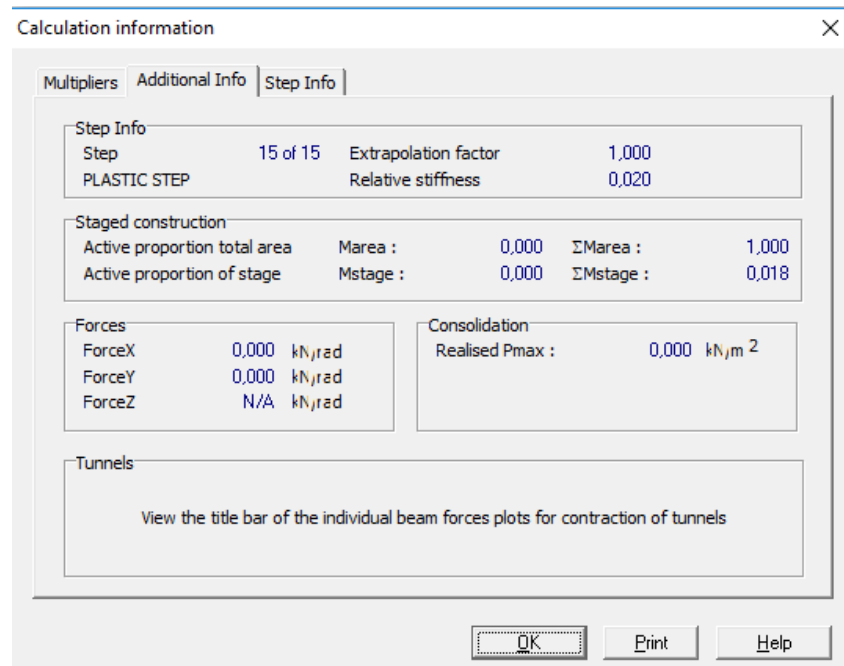 Calculation information
Multipliers Additional Info Step Info
Step Info
Step 15 of 15 Extrapolation factor 1,000
PLASTIC STEP Relative stiffness 0,020
Staged construction
Active proportion total area Marea : 0,000 ΣMarea : 1,000
Active proportion of stage Mstage : 0,000 ΣMstage : 0,018
Forces
ForceX 0,000 kN/rad
ForceY 0,000 kN/rad
ForceZ N/A kN/rad
Consolidation
Realised Pmax : 0,000 kN/m 2
Tunnels
View the title bar of the individual beam forces plots for contraction of tunnels
OK Print Help